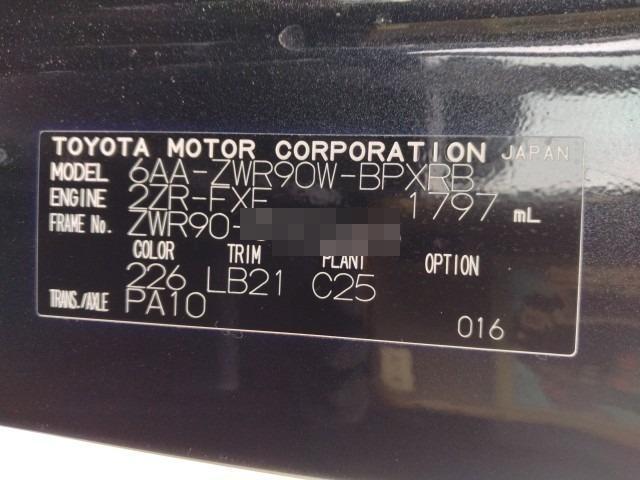 TOYOTA MOTOR CORPORATION JAPAN
MODEL 6AA-ZWR90W-BPXRB
ENGINE 2ZR-FXE 1797 mL
FRAME No. ZWR90-
COLOR TRIM PLANT OPTION
226 LB21 C25
TRANS./AXLE PA10
016